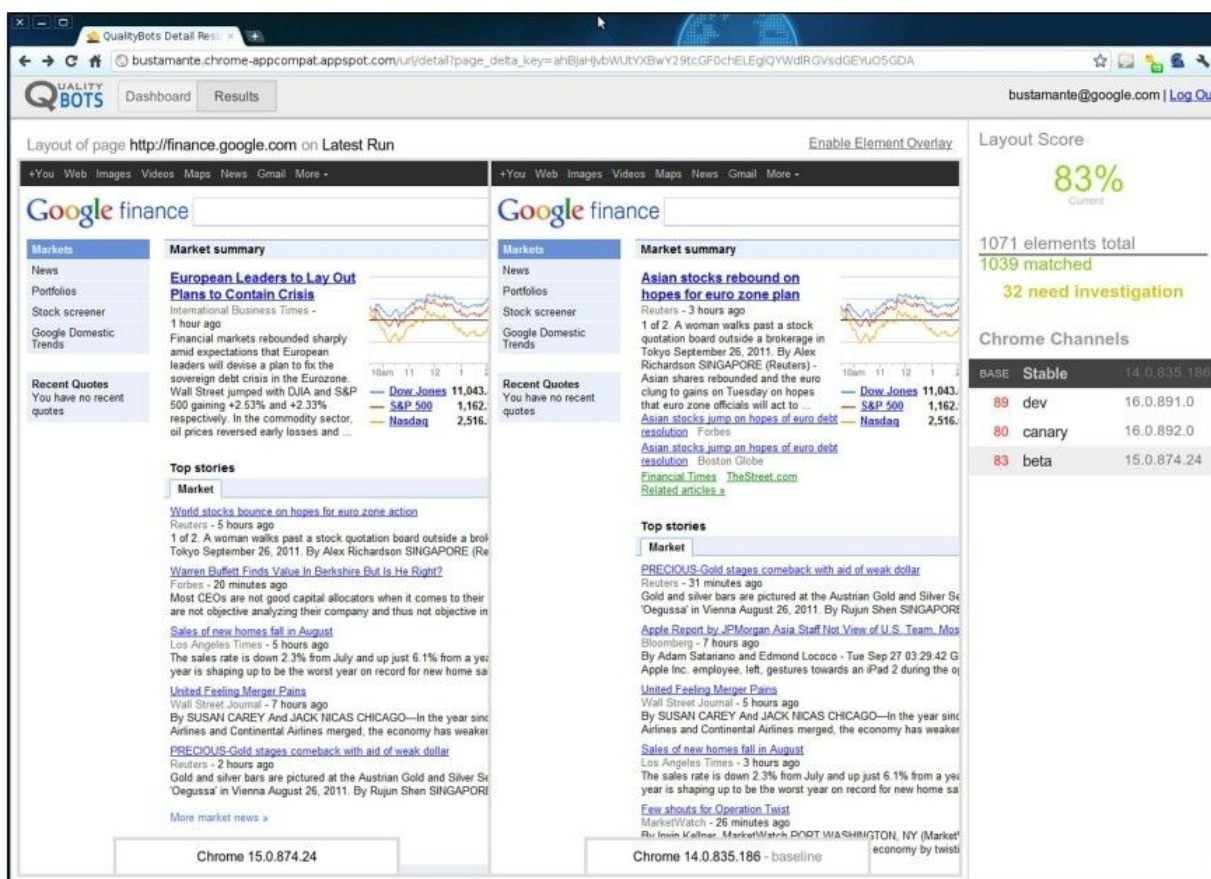 QualityBots Detail Resu
bustamante.chrome-appcompat.appspot.com/url/detail?page_delta_key=
QUALITY BOTS
Dashboard
Results
bustamante@google.com | Log Ou
Layout of page http://finance.google.com on Latest Run
Enable Element Overlay
+You Web Images Videos Maps News Gmail More
Google finance
Markets
News
Portfolios
Stock screener
Google Domestic
Trends
Recent Quotes
You have no recent
quotes
Market summary
European Leaders to Lay Out
Plans to Contain Crisis
International Business Times -
1 hour ago
Financial markets rebounded sharply
amid expectations that European
leaders will devise a plan to fix the
sovereign debt crisis in the Eurozone.
Wall Street jumped with DJIA and S&P
500 gaining +2.53% and +2.33%
respectively. In the commodity sector,
oil prices reversed early losses and ...
10am 11 12 1 2
Dow Jones 11,043.
S&P 500 1,162.
Nasdaq 2,516.
Top stories
Market
World stocks bounce on hopes for euro zone action
Reuters - 5 hours ago
1 of 2. A woman walks past a stock quotation board outside a brok
Tokyo September 26, 2011. By Alex Richardson SINGAPORE (Re
Warren Buffett Finds Value In Berkshire But Is He Right?
Forbes - 20 minutes ago
Most CEOs are not good capital allocators when it comes to their
are not objective analyzing their company and thus not objective in
Sales of new homes fall in August
Los Angeles Times - 5 hours ago
The sales rate is down 2.3% from July and up just 6.1% from a yea
year is shaping up to be the worst year on record for new home sa
United Feeling Merger Pains
Wall Street Journal - 7 hours ago
By SUSAN CAREY And JACK NICAS CHICAGO—In the year sinc
Airlines and Continental Airlines merged, the economy has weaker
PRECIOUS-Gold stages comeback with aid of weak dollar
Reuters - 2 hours ago
Gold and silver bars are pictured at the Austrian Gold and Silver Se
'Oegussa' in Vienna August 26, 2011. By Rujun Shen SINGAPORE
More market news »
Chrome 15.0.874.24
+You Web Images Videos Maps News Gmail More
Google finance
Markets
News
Portfolios
Stock screener
Google Domestic
Trends
Recent Quotes
You have no recent
quotes
Market summary
Asian stocks rebound on
hopes for euro zone plan
Reuters - 3 hours ago
1 of 2. A woman walks past a stock
quotation board outside a brokerage in
Tokyo September 26, 2011. By Alex
Richardson SINGAPORE (Reuters) -
Asian shares rebounded and the euro
clung to gains on Tuesday on hopes
that euro zone officials will act to ...
Asian stocks jump on hopes of euro debt
resolution Forbes
Asian stocks jump on hopes of euro debt
resolution Boston Globe
Financial Times TheStreet.com
Related articles »
10am 11 12 1 2
Dow Jones 11,043.
S&P 500 1,162.
Nasdaq 2,516.
Top stories
Market
PRECIOUS-Gold stages comeback with aid of weak dollar
Reuters - 31 minutes ago
Gold and silver bars are pictured at the Austrian Gold and Silver Se
'Oegussa' in Vienna August 26, 2011. By Rujun Shen SINGAPORE
Apple Report by JPMorgan Asia Staff Not View of U.S. Team, Mos
Bloomberg - 7 hours ago
By Adam Satariano and Edmond Lococo - Tue Sep 27 03:29:42 G
Apple Inc. employee, left, gestures towards an iPad 2 during the op
United Feeling Merger Pains
Wall Street Journal - 5 hours ago
By SUSAN CAREY And JACK NICAS CHICAGO—In the year sinc
Airlines and Continental Airlines merged, the economy has weaker
Sales of new homes fall in August
Los Angeles Times - 3 hours ago
The sales rate is down 2.3% from July and up just 6.1% from a yea
year is shaping up to be the worst year on record for new home sa
Few shouts for Operation Twist
MarketWatch - 26 minutes ago
By Irwin Kellner, MarketWatch PORT WASHINGTON, NY (Market
economy by twisti
Chrome 14.0.835.186 - baseline
Layout Score
83%
Current
1071 elements total
1039 matched
32 need investigation
Chrome Channels
BASE Stable 14.0.835.186
89 dev 16.0.891.0
80 canary 16.0.892.0
83 beta 15.0.874.24